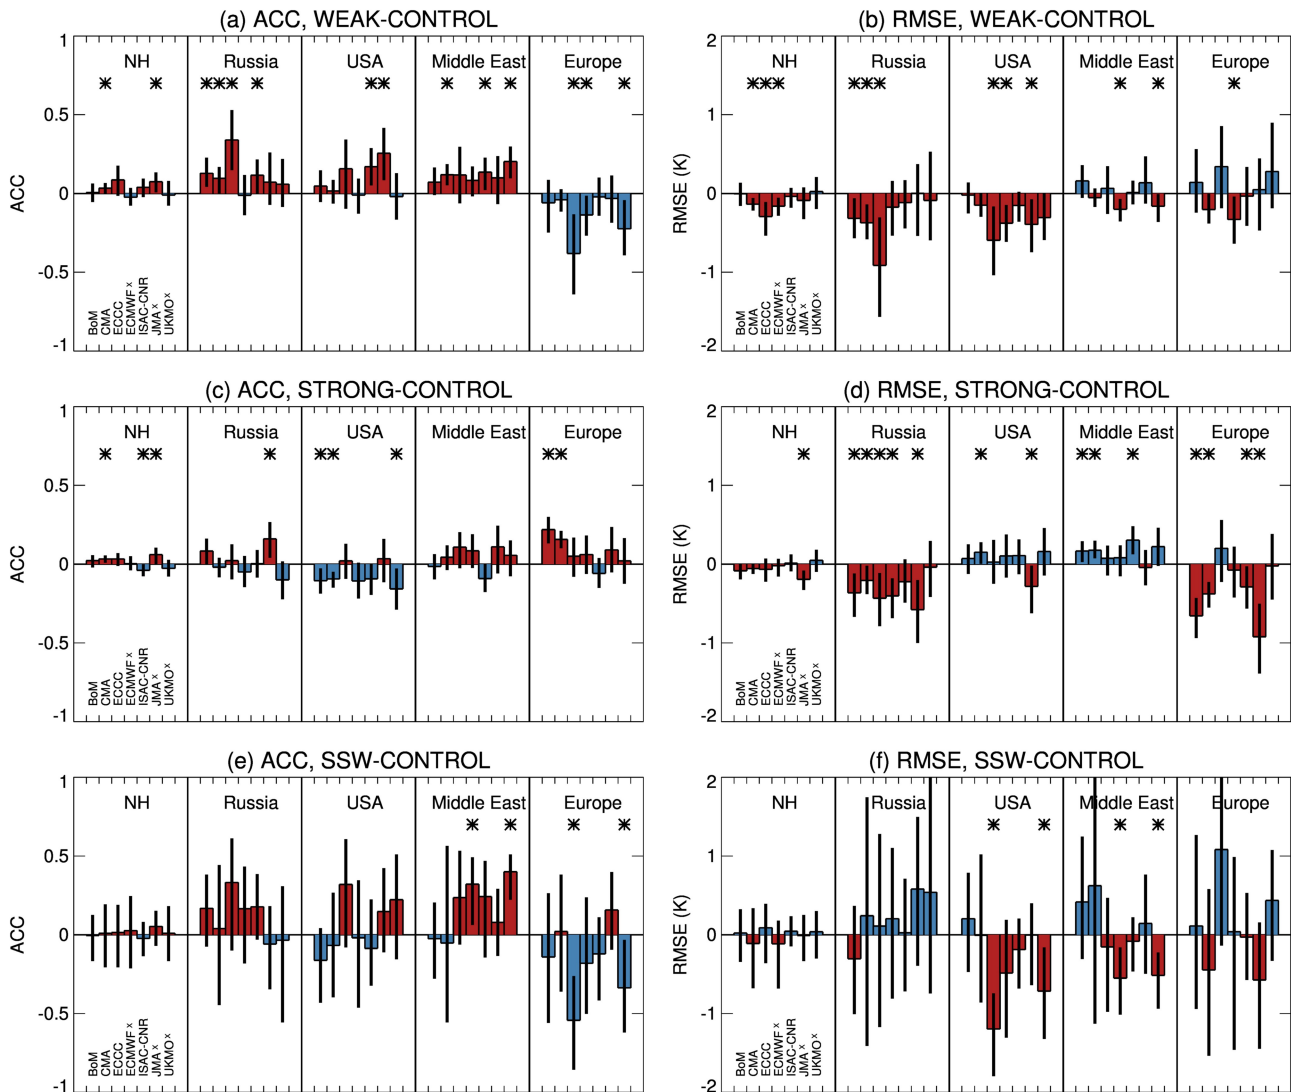 (a) ACC, WEAK-CONTROL
1
0.5
0
-0.5
-1
ACC
NH
Russia
USA
Middle East
Europe
* *
* * * *
* *
* * *
* * *
BoM
CMA
ECCC
ECMWF x
ISAC-CNR
JMA x
UKMO x
(b) RMSE, WEAK-CONTROL
2
1
0
-1
-2
RMSE (K)
NH
Russia
USA
Middle East
Europe
* * *
* * *
* * *
* *
*
BoM
CMA
ECCC
ECMWF x
ISAC-CNR
JMA x
UKMO x
(c) ACC, STRONG-CONTROL
1
0.5
0
-0.5
-1
ACC
NH
Russia
USA
Middle East
Europe
* * *
*
* * *
* *
BoM
CMA
ECCC
ECMWF x
ISAC-CNR
JMA x
UKMO x
(d) RMSE, STRONG-CONTROL
2
1
0
-1
-2
RMSE (K)
NH
Russia
USA
Middle East
Europe
*
* * * * *
* *
* * *
* * * *
BoM
CMA
ECCC
ECMWF x
ISAC-CNR
JMA x
UKMO x
(e) ACC, SSW-CONTROL
1
0.5
0
-0.5
-1
ACC
NH
Russia
USA
Middle East
Europe
* *
* *
BoM
CMA
ECCC
ECMWF x
ISAC-CNR
JMA x
UKMO x
(f) RMSE, SSW-CONTROL
2
1
0
-1
-2
RMSE (K)
NH
Russia
USA
Middle East
Europe
* *
* *
BoM
CMA
ECCC
ECMWF x
ISAC-CNR
JMA x
UKMO x